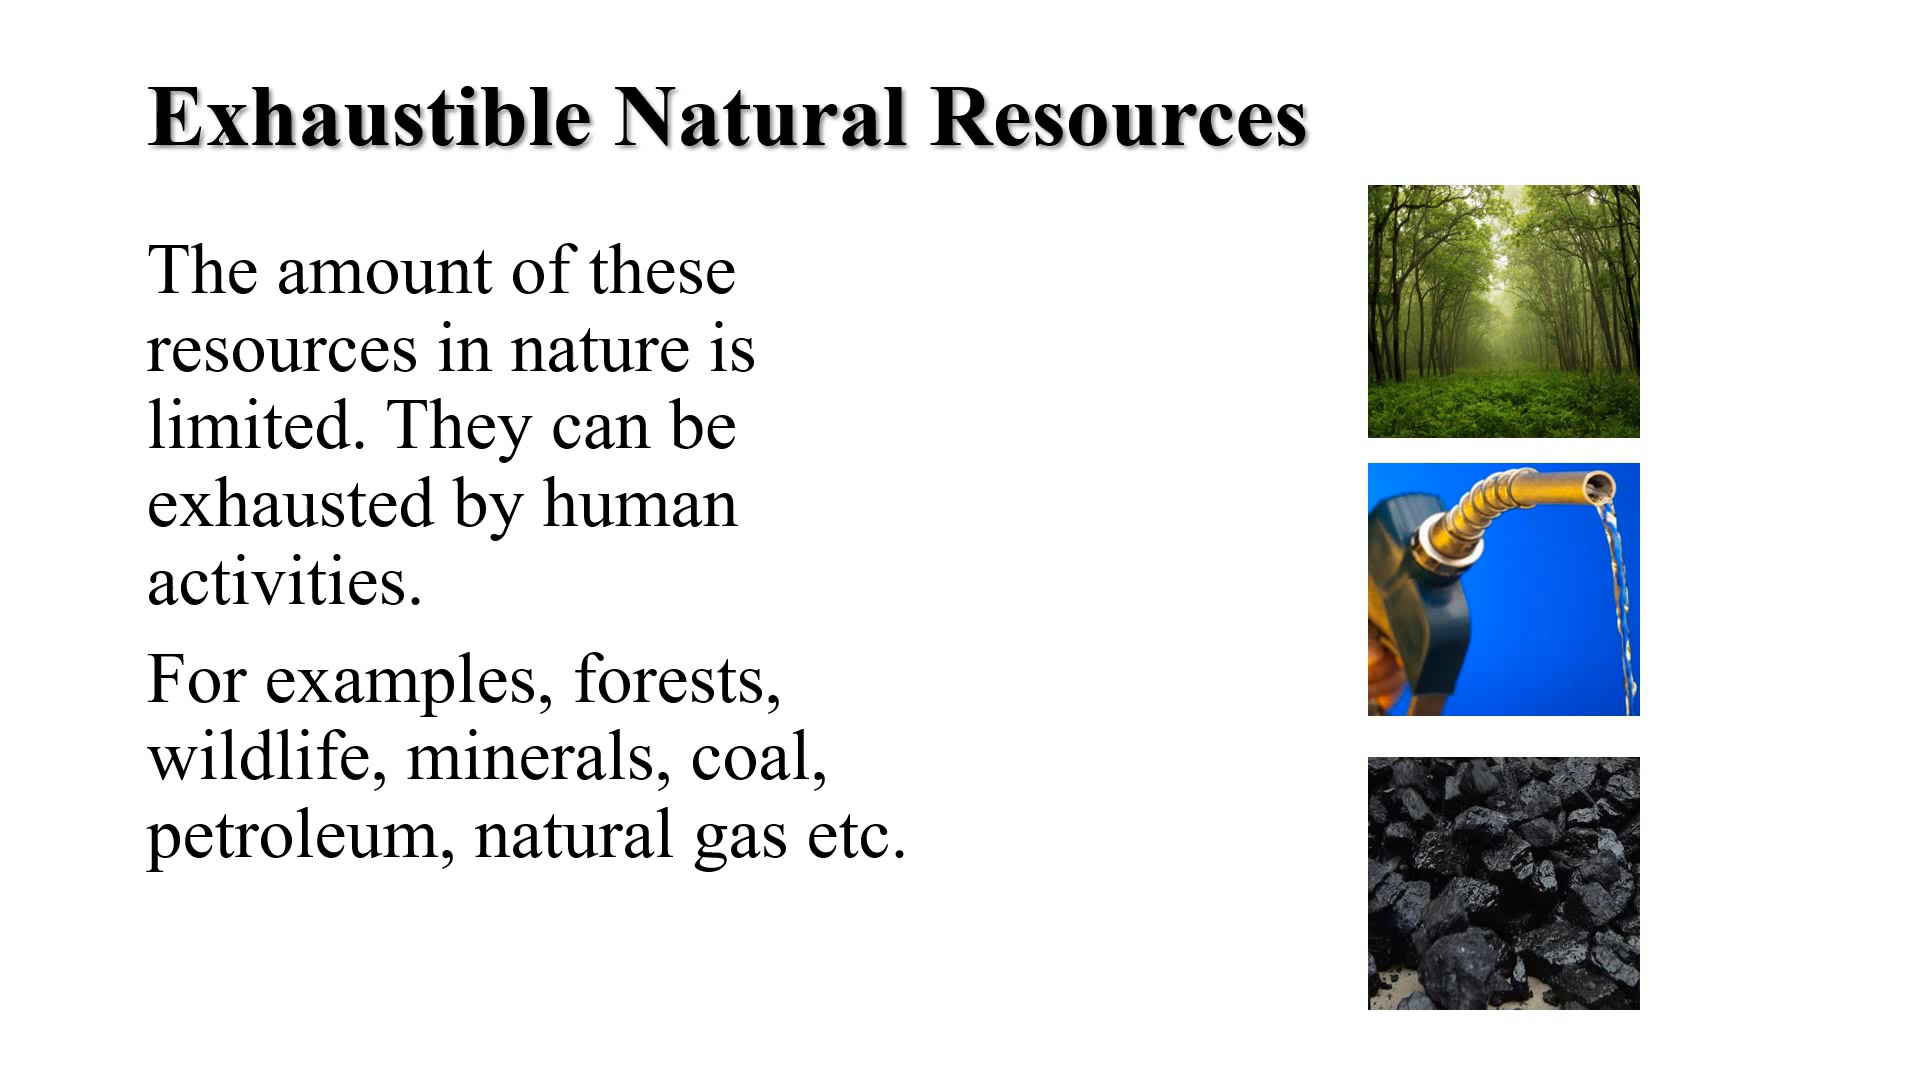 Exhaustible Natural Resources
The amount of these
resources in nature is
limited. They can be
exhausted by human
activities.
For examples, forests,
wildlife, minerals, coal,
petroleum, natural gas etc.